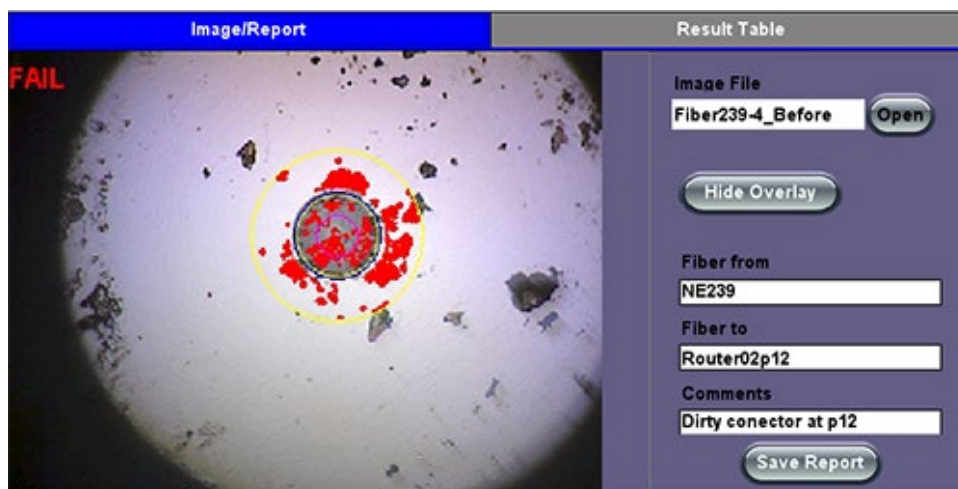 Image/Report
Result Table
FAIL
Image File
Fiber239-4_Before
Open
Hide Overlay
Fiber from
NE239
Fiber to
Router02p12
Comments
Dirty conector at p12
Save Report